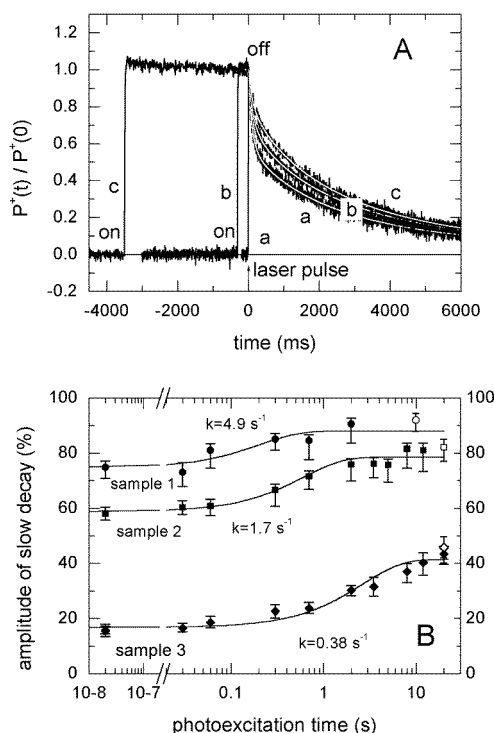 A
off
P⁺(t) / P⁺(0)
1.2
1.0
0.8
0.6
0.4
0.2
0.0
-0.2
c
b
c
b
a
on
on
a
laser pulse
-4000 -2000 0 2000 4000 6000
time (ms)
100 100
k=4.9 s⁻¹
80 80
sample 1
k=1.7 s⁻¹
60 60
sample 2
amplitude of slow decay (%)
40 40
20 20
sample 3
k=0.38 s⁻¹
B
0 0
10-8 10-7 0.1 1 10
photoexcitation time (s)